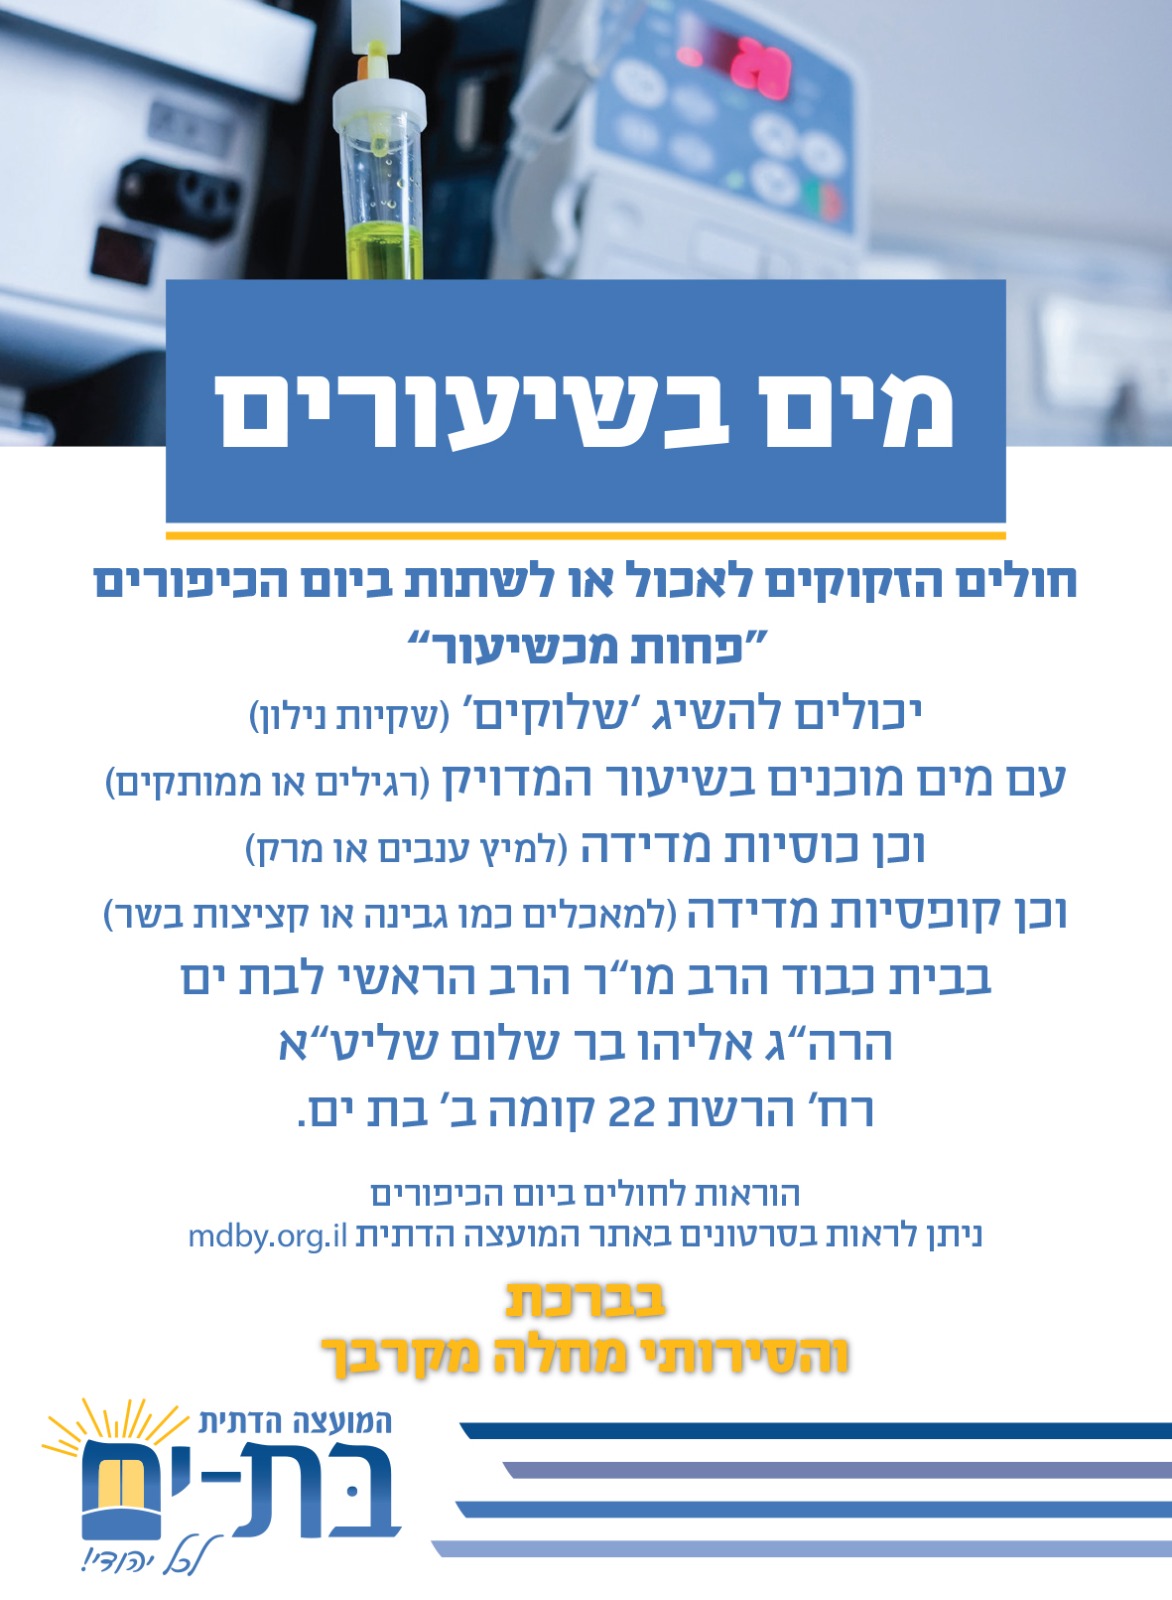 מים בשיעורים
חולים הזקוקים לאכול או לשתות ביום הכיפורים
”פחות מכשיעור“
יכולים להשיג ‘שלוקים’ (שקיות נילון)
עם מים מוכנים בשיעור המדויק (רגילים או ממותקים)
וכן כוסיות מדידה (למיץ ענבים או מרק)
וכן קופסיות מדידה (למאכלים כמו גבינה או קציצות בשר)
בבית כבוד הרב מו“ר הרב הראשי לבת ים
הרה“ג אליהו בר שלום שליט“א
רח’ הרשת 22 קומה ב’ בת ים.
הוראות לחולים ביום הכיפורים
ניתן לראות בסרטונים באתר המועצה הדתית mdby.org.il
בברכת
והסירותי מחלה מקרבך
המועצה הדתית
בּת-ים
לכל יהודי!